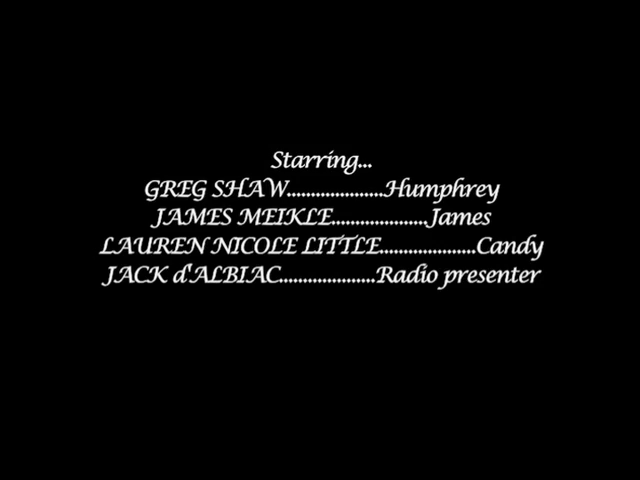 Starring...
GREG SHAW....................Humphrey
JAMES MEIKLE....................James
LAUREN NICOLE LITTLE....................Candy
JACK d'ALBIAC....................Radio presenter